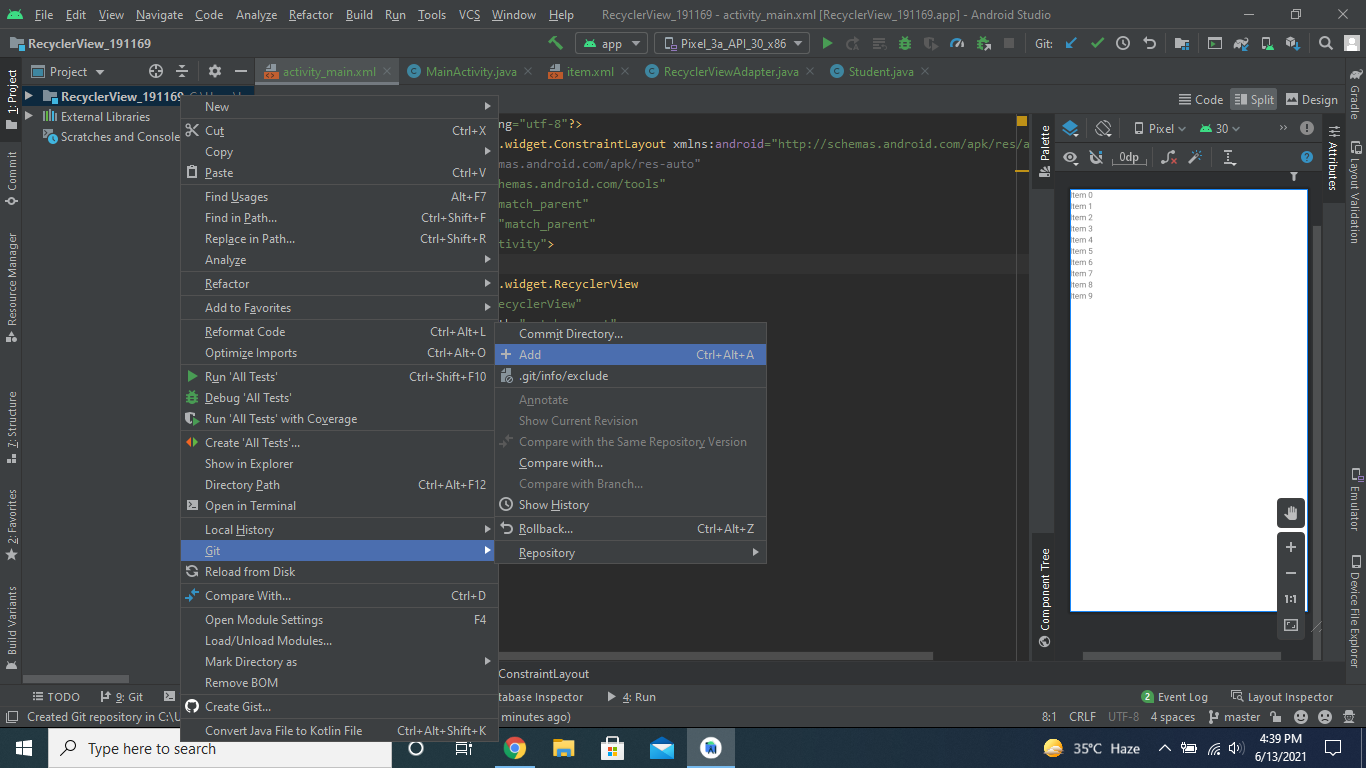 File Edit View Navigate Code Analyze Refactor Build Run Tools VCS Window Help RecyclerView_191169 - activity_main.xml [RecyclerView_191169.app] - Android Studio
RecyclerView_191169 app Pixel_3a_API_30_x86 Git:
Project activity_main.xml MainActivity.java item.xml RecyclerViewAdapter.java Student.java
RecyclerView_191169
External Libraries
Scratches and Console
1: Project
Commit
Resource Manager
7: Structure
2: Favorites
Build Variants
New
Cut Ctrl+X
Copy
Paste Ctrl+V
Find Usages Alt+F7
Find in Path... Ctrl+Shift+F
Replace in Path... Ctrl+Shift+R
Analyze
Refactor
Add to Favorites
Reformat Code Ctrl+Alt+L
Optimize Imports Ctrl+Alt+O
Run 'All Tests' Ctrl+Shift+F10
Debug 'All Tests'
Run 'All Tests' with Coverage
Create 'All Tests'...
Show in Explorer
Directory Path Ctrl+Alt+F12
Open in Terminal
Local History
Git
Reload from Disk
Compare With... Ctrl+D
Open Module Settings F4
Load/Unload Modules...
Mark Directory as
Remove BOM
Create Gist...
Convert Java File to Kotlin File Ctrl+Alt+Shift+K
ng="utf-8"?>
.widget.ConstraintLayout xmlns:android="http://schemas.android.com/apk/res/a
mas.android.com/apk/res-auto"
hemas.android.com/tools"
match_parent"
"match_parent"
tivity">
.widget.RecyclerView
ecyclerView"
Commit Directory...
Add Ctrl+Alt+A
.git/info/exclude
Annotate
Show Current Revision
Compare with the Same Repository Version
Compare with...
Compare with Branch...
Show History
Rollback... Ctrl+Alt+Z
Repository
Code Split Design
Palette
Component Tree
Pixel 30
0dp
Item 0
Item 1
Item 2
Item 3
Item 4
Item 5
Item 6
Item 7
Item 8
Item 9
1:1
Attributes
Gradle
Layout Validation
Emulator
Device File Explorer
ConstraintLayout
TODO 9: Git tabase Inspector 4: Run 2 Event Log Layout Inspector
Created Git repository in C:\U minutes ago) 8:1 CRLF UTF-8 4 spaces master
Type here to search 35°C Haze 4:39 PM
6/13/2021